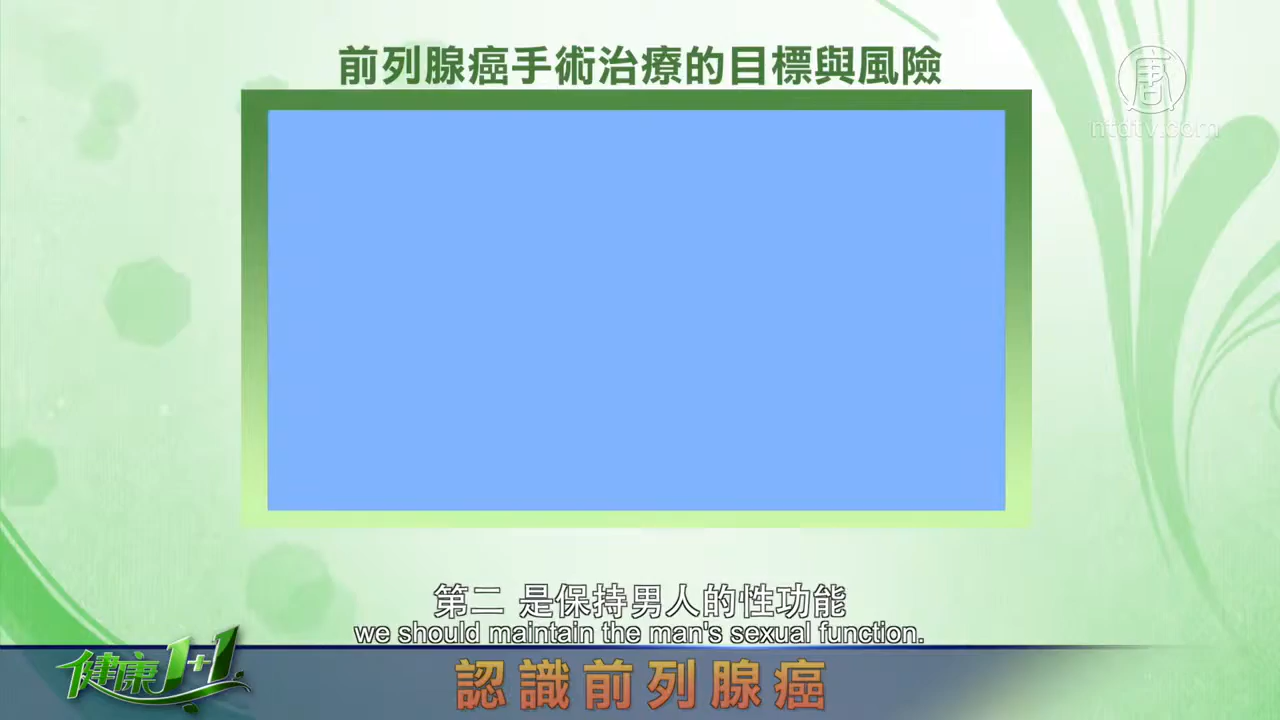 前列腺癌手術治療的目標與風險
唐
ntdtv.com
第二 是保持男人的性功能
we should maintain the man's sexual function.
健康1+1
認識前列腺癌